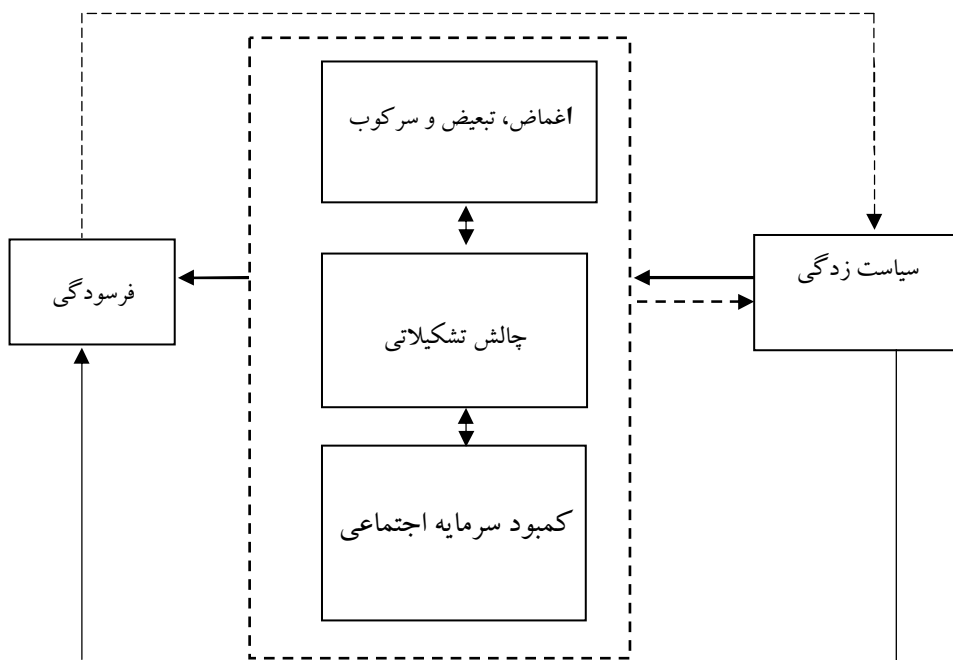 اغماض، تبعیض و سرکوب
سیاست زدگی
چالش تشکیلاتی
فرسودگی
کمبود سرمایه اجتماعی